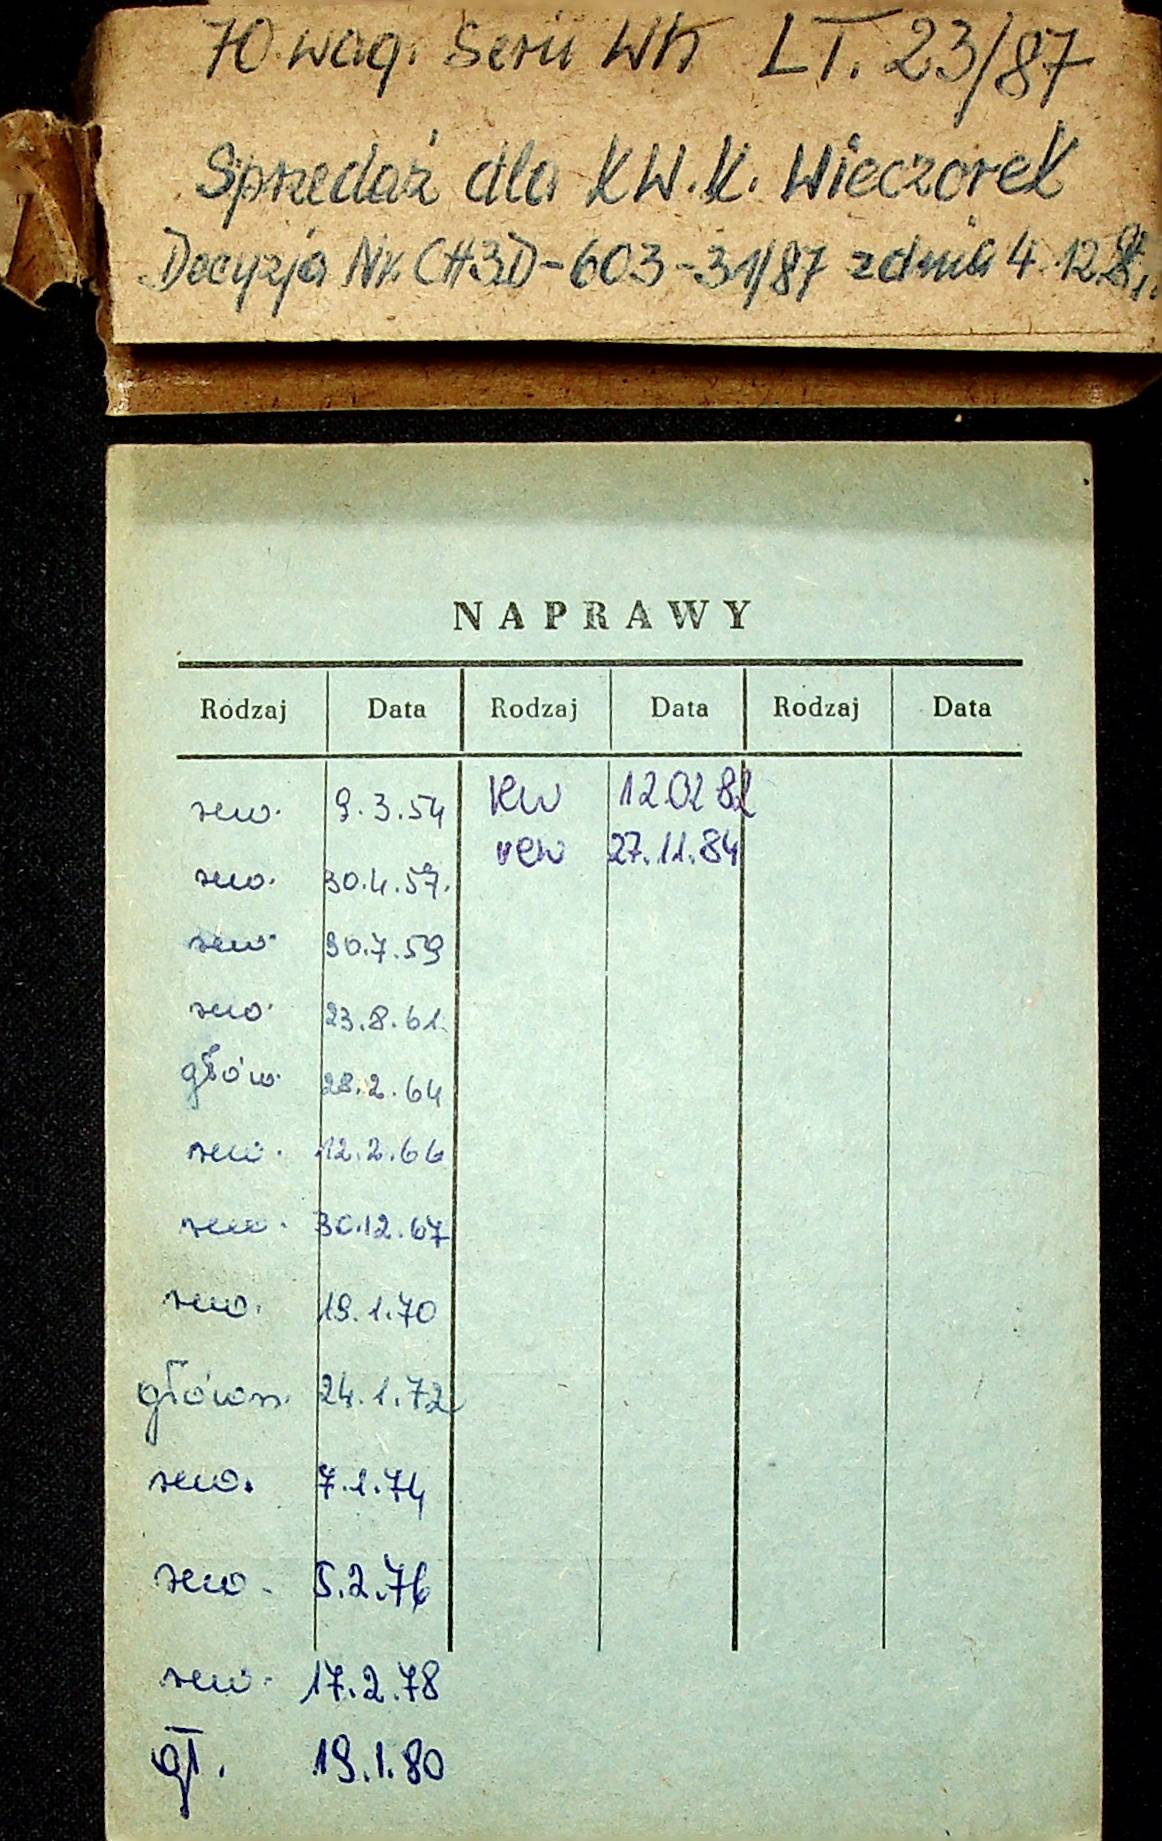 70 wag. Serii Wh LT. 23/87
Sprzedaż dla KW.K. Wieczorek
Decyzja Nr. CH3D-603-31/87 z dnia 4.12.
NAPRAWY
Rodzaj Data Rodzaj Data Rodzaj Data
rew. 9.3.54 rew 12.02.82
rew. 30.4.57. rew 27.11.84
rew. 30.7.59
rew. 23.8.61.
głów. 28.2.64
rew. 12.2.66
rew. 30.12.67
rew. 19.1.70
główn. 24.1.72
rew. 7.1.74
rew. 5.2.76
rew. 17.2.78
gł. 19.1.80